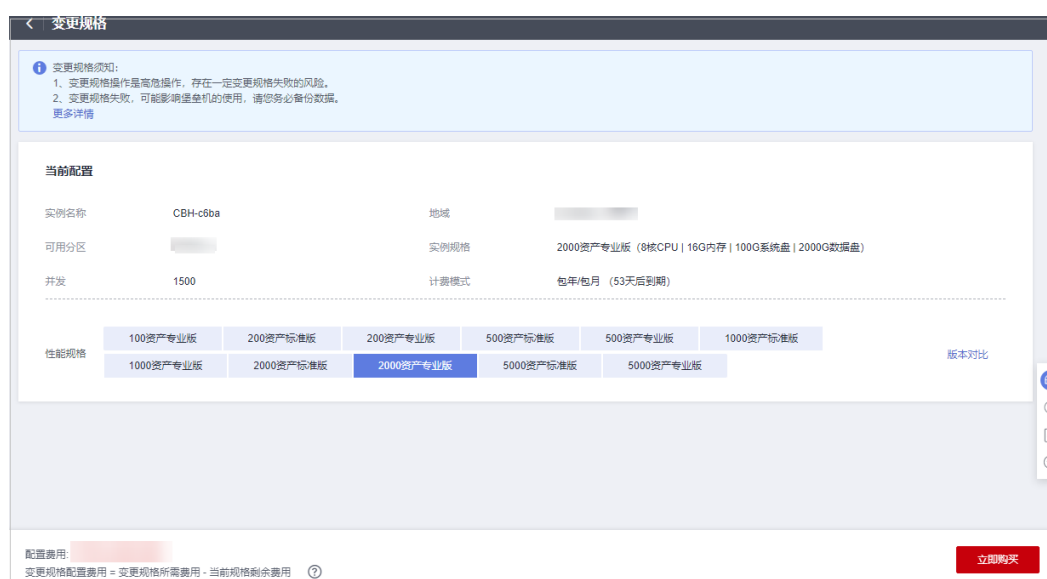 变更规格
变更规格须知:
1、变更规格操作是高危操作，存在一定变更规格失败的风险。
2、变更规格失败，可能影响堡垒机的使用，请您务必备份数据。
更多详情
当前配置
实例名称 CBH-c6ba 地域
可用分区 实例规格 2000资产专业版（8核CPU | 16G内存 | 100G系统盘 | 2000G数据盘）
并发 1500 计费模式 包年/包月 （53天后到期）
100资产专业版 200资产标准版 200资产专业版 500资产标准版 500资产专业版 1000资产标准版
性能规格 版本对比
1000资产专业版 2000资产标准版 2000资产专业版 5000资产标准版 5000资产专业版
配置费用:
立即购买
变更规格配置费用 = 变更规格所需费用 - 当前规格剩余费用